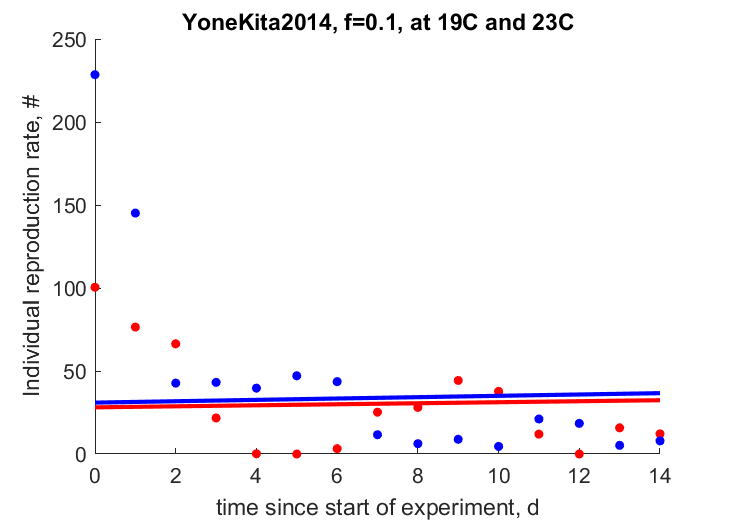 YoneKita2014, f=0.1, at 19C and 23C
Individual reproduction rate, #
250
200
150
100
50
0
0 2 4 6 8 10 12 14
time since start of experiment, d